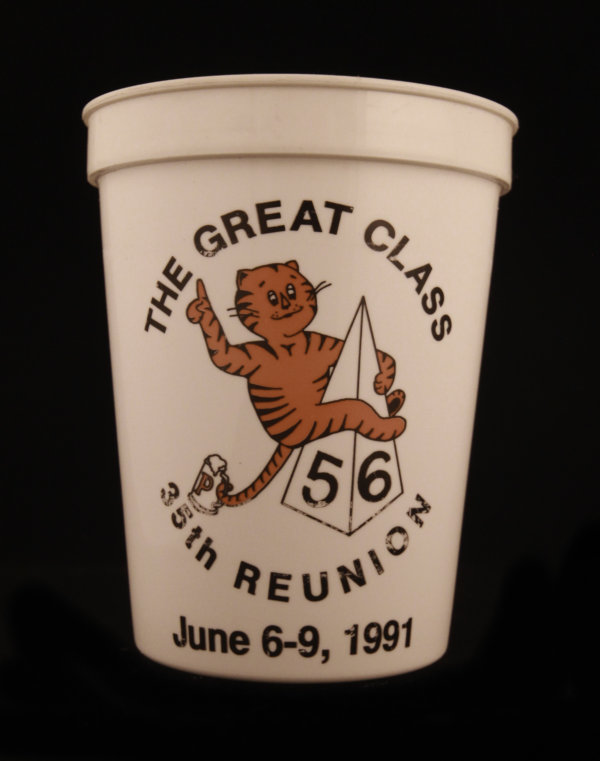 THE GREAT CLASS
P
56
35th REUNION
June 6-9, 1991